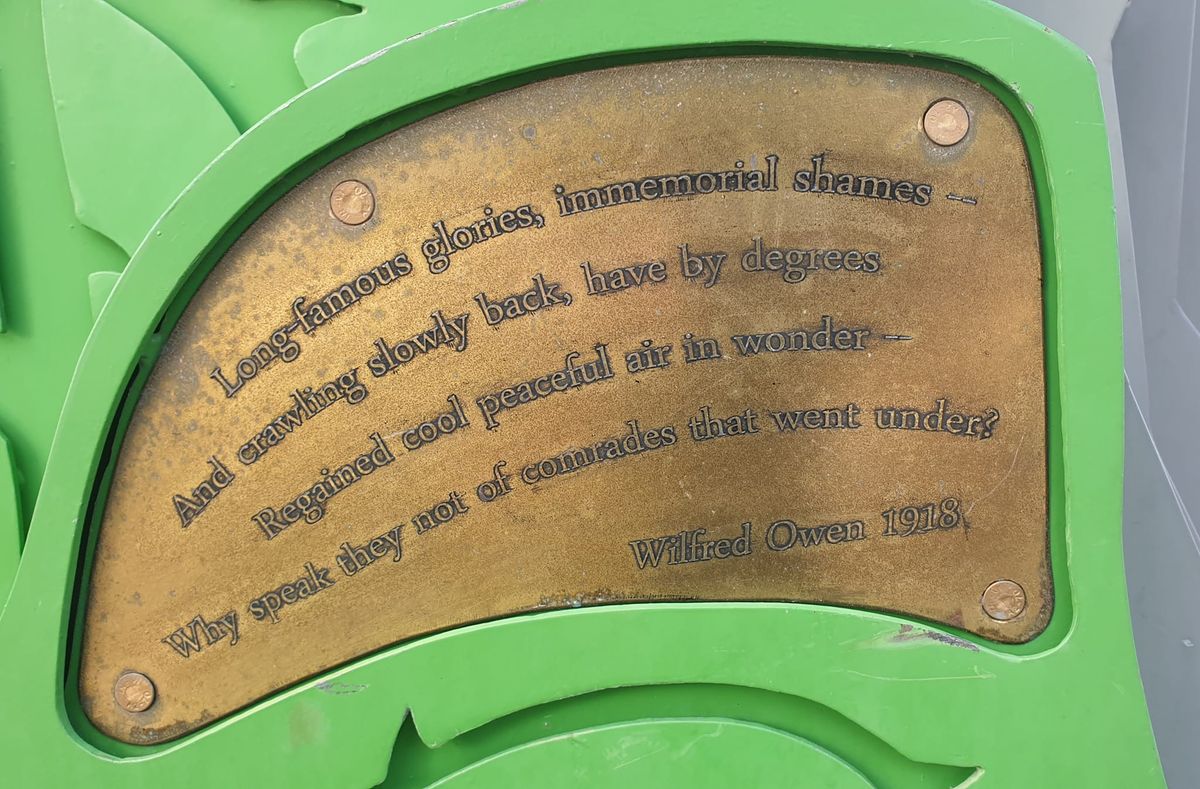 Long-famous glories, immemorial shames —
And crawling slowly back, have by degrees
Regained cool peaceful air in wonder —
Why speak they not of comrades that went under?
Wilfred Owen 1918